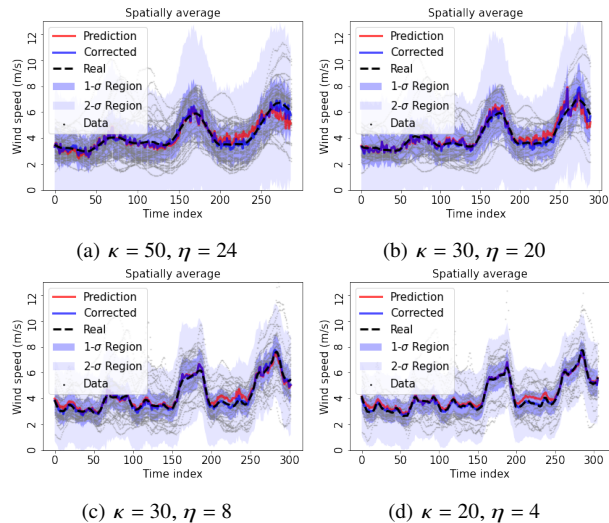 Spatially average
Wind speed (m/s)
12
10
8
6
4
2
0
Prediction
Corrected
Real
1-σ Region
2-σ Region
Data
0 50 100 150 200 250
Time index
(a) κ = 50, η = 24
Spatially average
Wind speed (m/s)
12
10
8
6
4
2
0
Prediction
Corrected
Real
1-σ Region
2-σ Region
Data
0 50 100 150 200 250 300
Time index
(b) κ = 30, η = 20
Spatially average
Wind speed (m/s)
12
10
8
6
4
2
0
Prediction
Corrected
Real
1-σ Region
2-σ Region
Data
0 50 100 150 200 250 300
Time index
(c) κ = 30, η = 8
Spatially average
Wind speed (m/s)
12
10
8
6
4
2
0
Prediction
Corrected
Real
1-σ Region
2-σ Region
Data
0 50 100 150 200 250 300
Time index
(d) κ = 20, η = 4